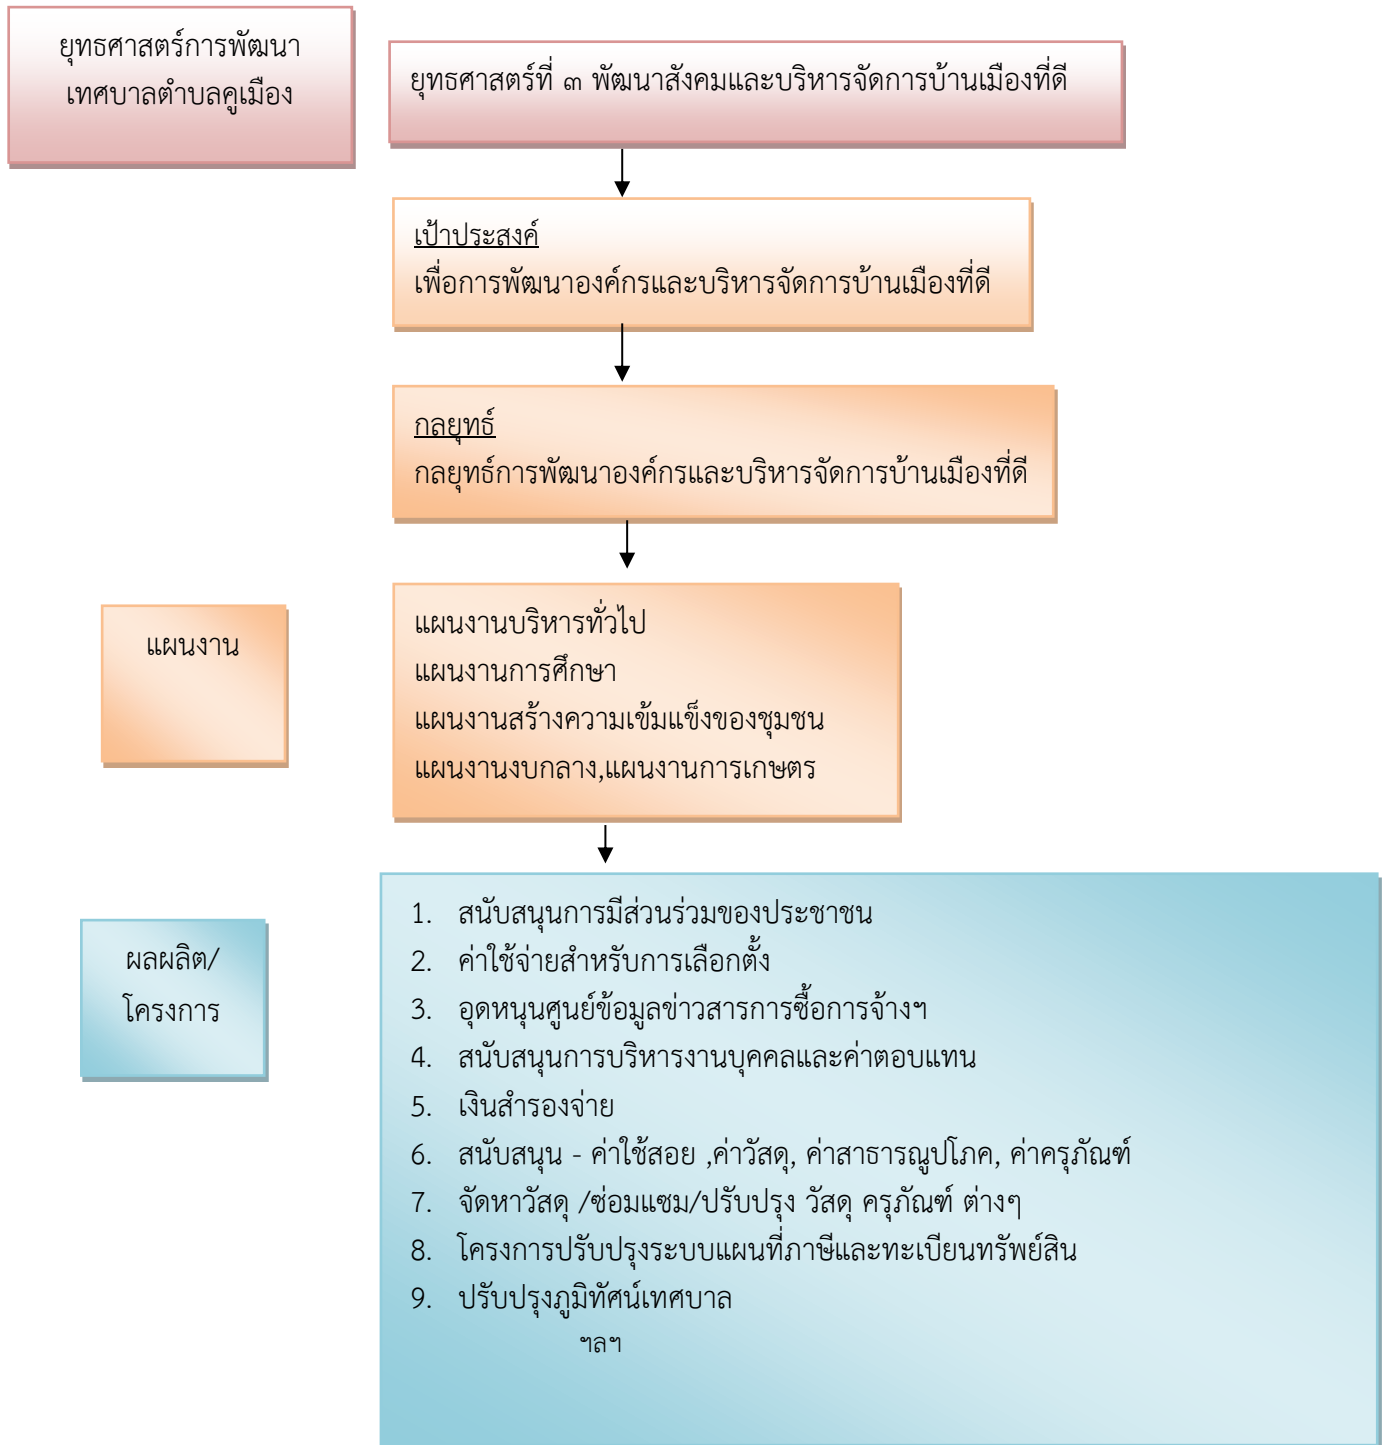 ยุทธศาสตร์การพัฒนา
เทศบาลตำบลคูเมือง
ยุทธศาสตร์ที่ ๓ พัฒนาสังคมและบริหารจัดการบ้านเมืองที่ดี
เป้าประสงค์
เพื่อการพัฒนาองค์กรและบริหารจัดการบ้านเมืองที่ดี
กลยุทธ์
กลยุทธ์การพัฒนาองค์กรและบริหารจัดการบ้านเมืองที่ดี
แผนงาน
แผนงานบริหารทั่วไป
แผนงานการศึกษา
แผนงานสร้างความเข้มแข็งของชุมชน
แผนงานงบกลาง,แผนงานการเกษตร
ผลผลิต/
โครงการ
1. สนับสนุนการมีส่วนร่วมของประชาชน
2. ค่าใช้จ่ายสำหรับการเลือกตั้ง
3. อุดหนุนศูนย์ข้อมูลข่าวสารการซื้อการจ้างฯ
4. สนับสนุนการบริหารงานบุคคลและค่าตอบแทน
5. เงินสำรองจ่าย
6. สนับสนุน - ค่าใช้สอย ,ค่าวัสดุ, ค่าสาธารณูปโภค, ค่าครุภัณฑ์
7. จัดหาวัสดุ /ซ่อมแซม/ปรับปรุง วัสดุ ครุภัณฑ์ ต่างๆ
8. โครงการปรับปรุงระบบแผนที่ภาษีและทะเบียนทรัพย์สิน
9. ปรับปรุงภูมิทัศน์เทศบาล
ฯลฯ